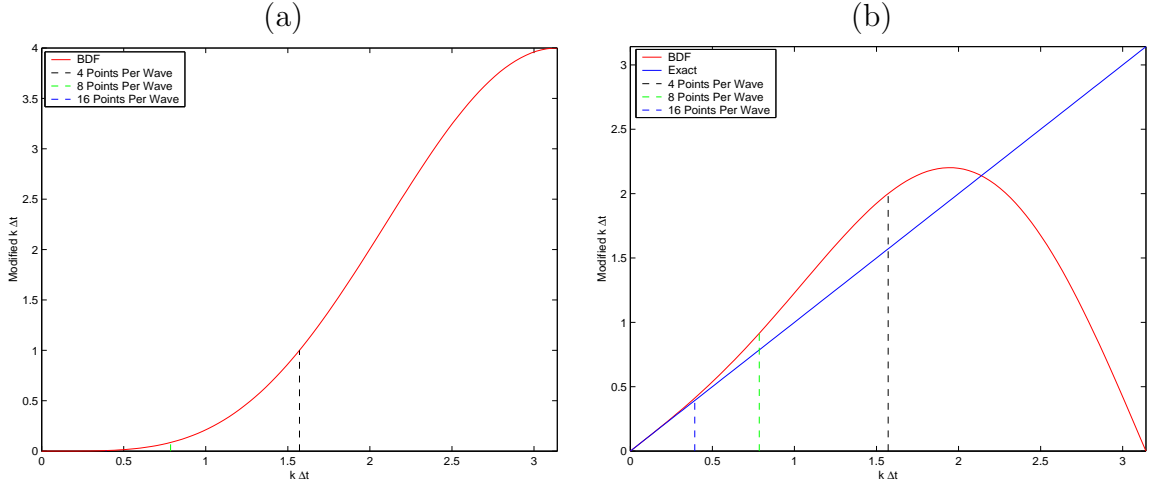 (a)
BDF
4 Points Per Wave
8 Points Per Wave
16 Points Per Wave
4
3.5
3
2.5
2
1.5
1
0.5
0
Modified k Δt
0
0.5
1
1.5
2
2.5
3
k Δt
(b)
BDF
Exact
4 Points Per Wave
8 Points Per Wave
16 Points Per Wave
3
2.5
2
1.5
1
0.5
0
Modified k Δt
0
0.5
1
1.5
2
2.5
3
k Δt